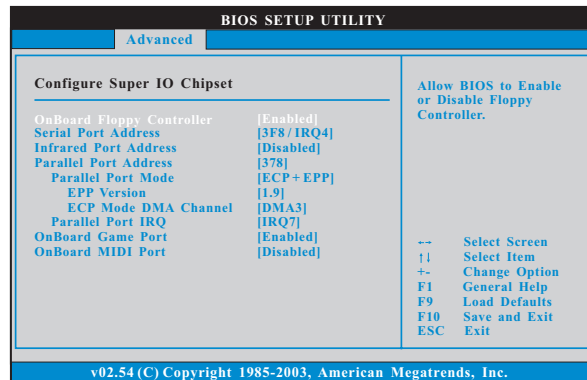 BIOS SETUP UTILITY
Advanced
Configure Super IO Chipset
OnBoard Floppy Controller [Enabled]
Serial Port Address [3F8 / IRQ4]
Infrared Port Address [Disabled]
Parallel Port Address [378]
Parallel Port Mode [ECP + EPP]
EPP Version [1.9]
ECP Mode DMA Channel [DMA3]
Parallel Port IRQ [IRQ7]
OnBoard Game Port [Enabled]
OnBoard MIDI Port [Disabled]
Allow BIOS to Enable
or Disable Floppy
Controller.
←→ Select Screen
↑↓ Select Item
+- Change Option
F1 General Help
F9 Load Defaults
F10 Save and Exit
ESC Exit
v02.54 (C) Copyright 1985-2003, American Megatrends, Inc.